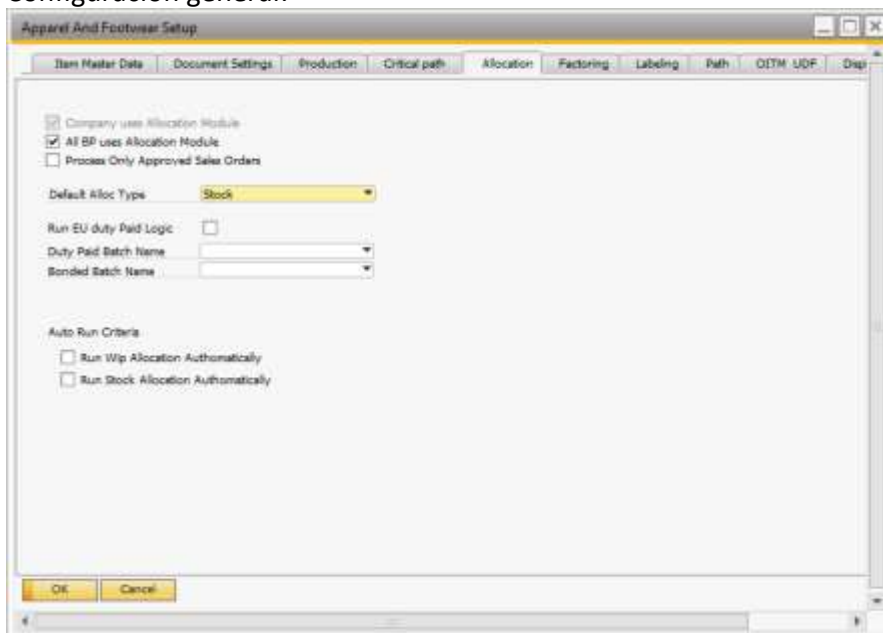 Configuración general:
Apparel And Footwear Setup
Item Master Data Document Settings Production Critical path Allocation Factoring Labeling Path OITM UDF Displ
Company uses Allocation Module
All BP uses Allocation Module
Process Only Approved Sales Orders
Default Alloc Type Stock
Run EU duty Paid Logic
Duty Paid Batch Name
Bonded Batch Name
Auto Run Criteria
Run Wip Allocation Authomatically
Run Stock Allocation Authomatically
OK Cancel